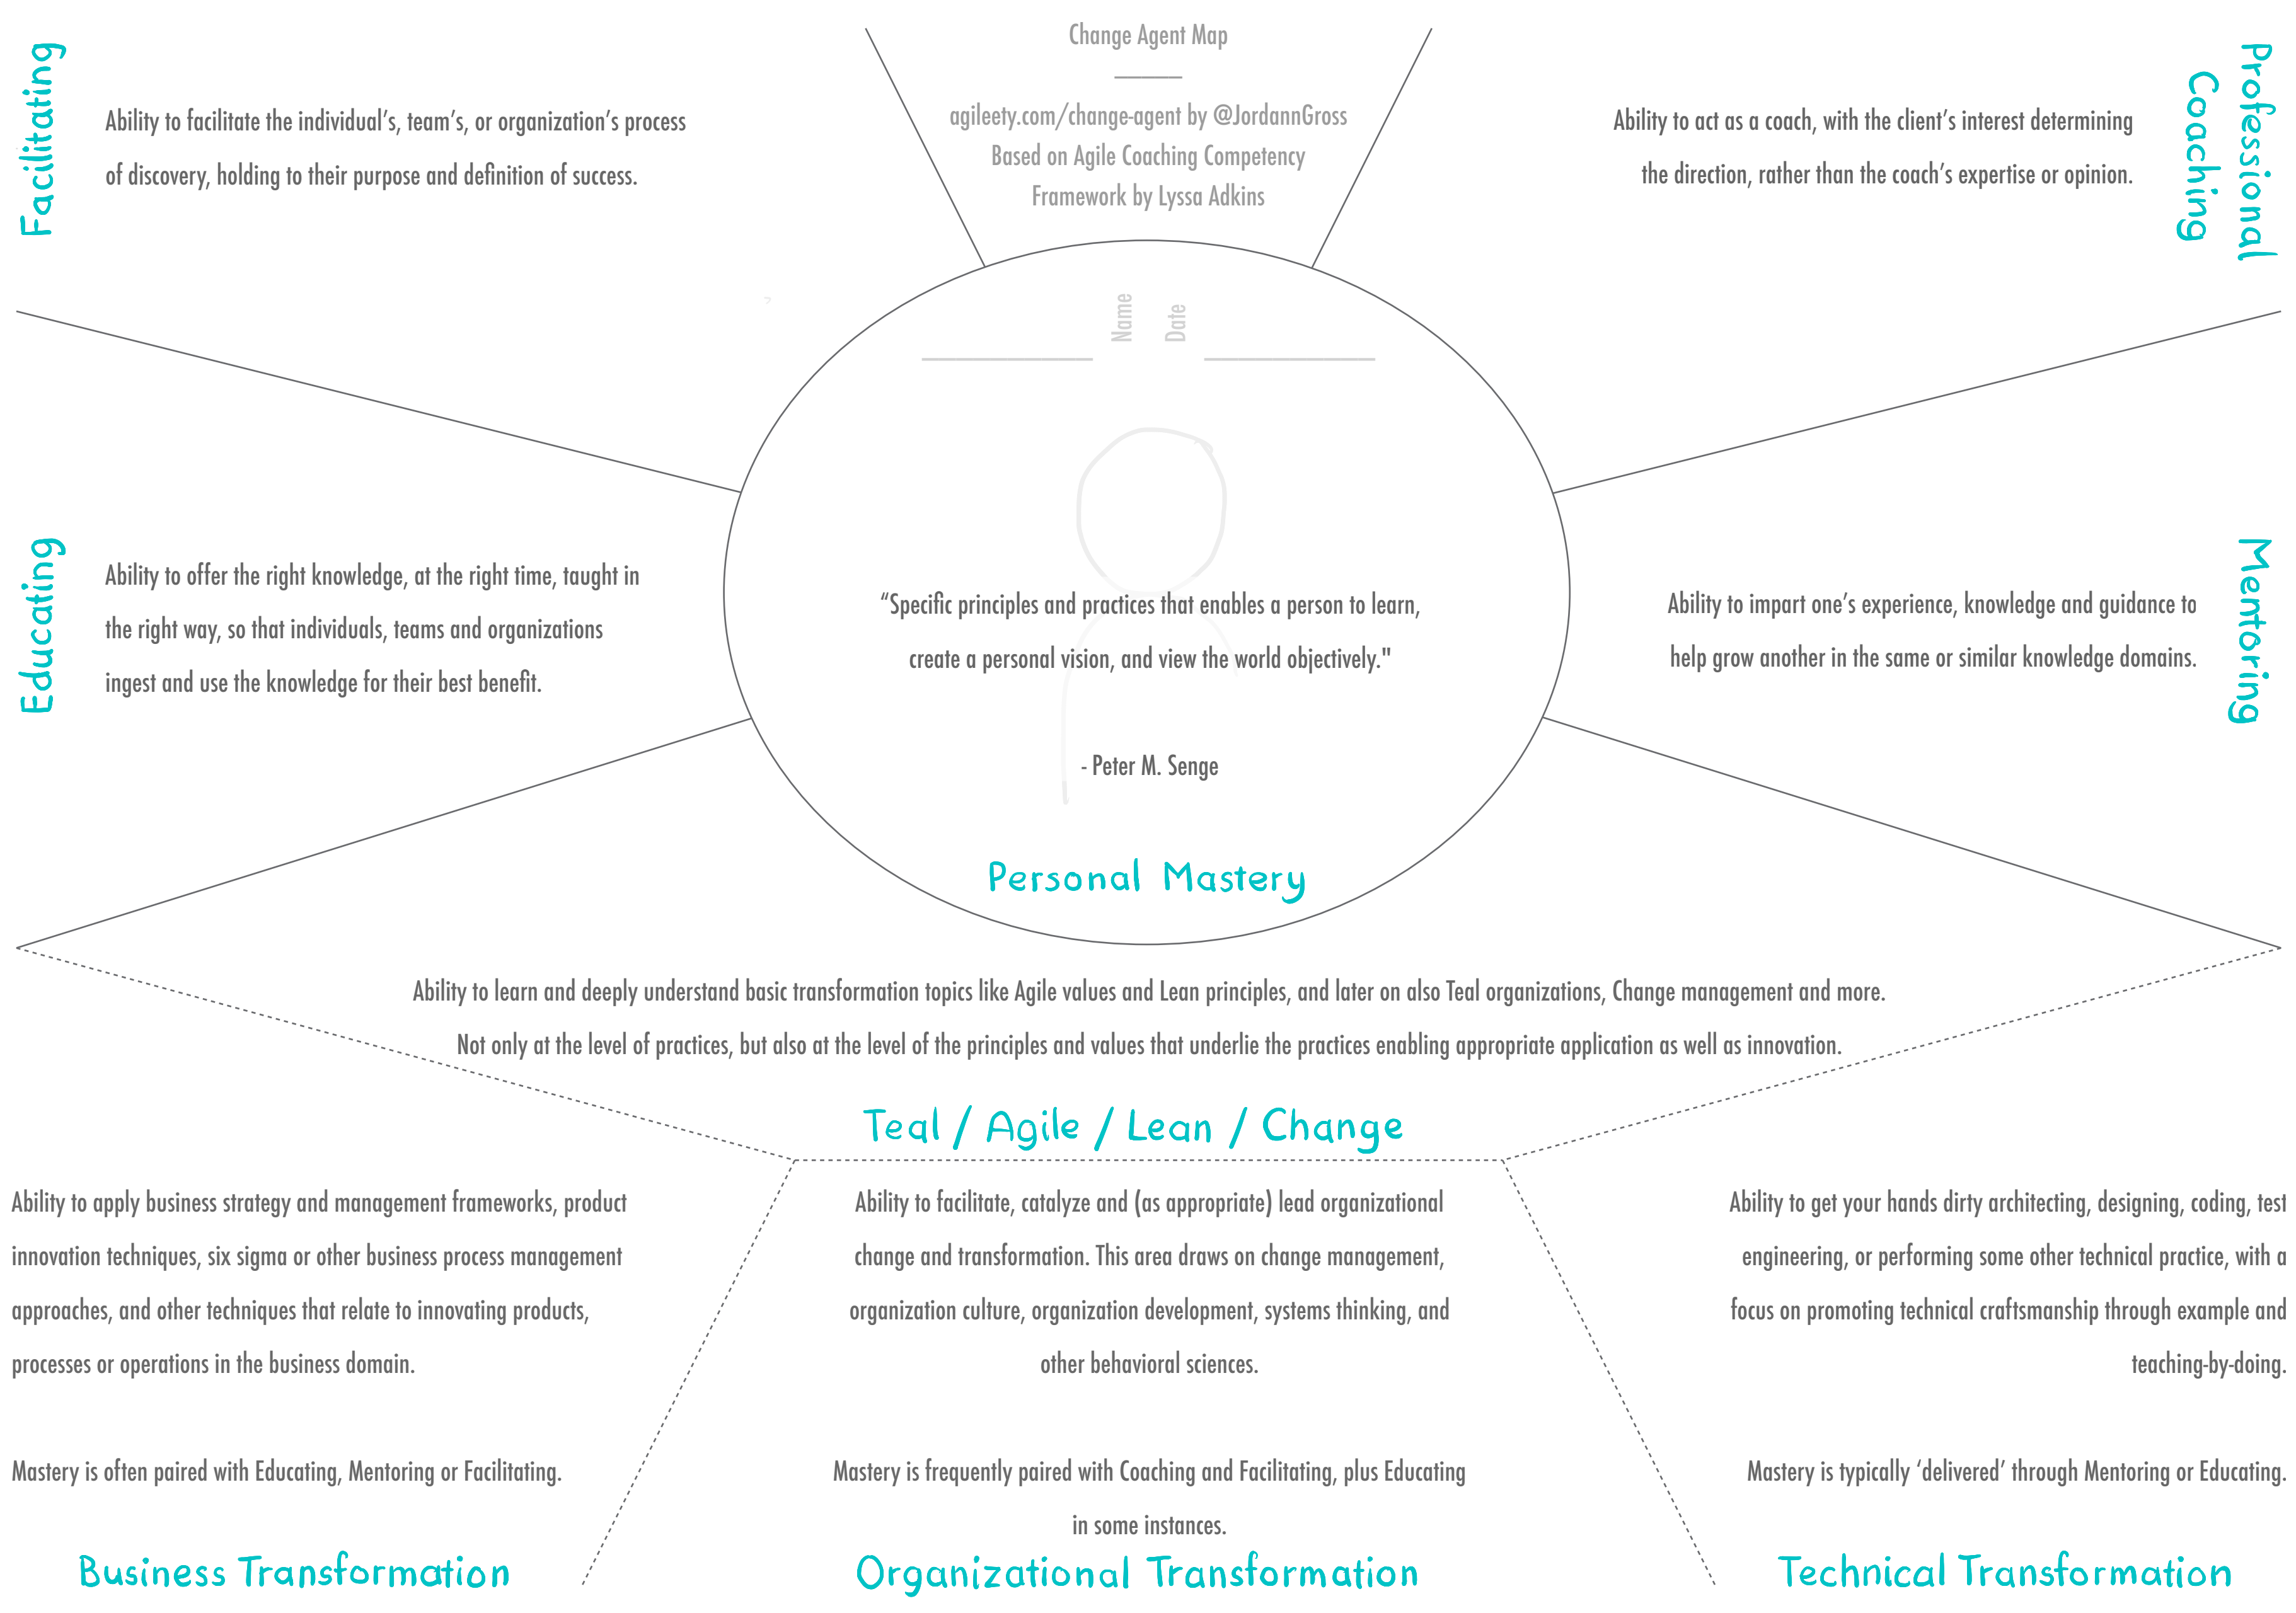 Change Agent Map
agileety.com/change-agent by @JordannGross
Based on Agile Coaching Competency
Framework by Lyssa Adkins
Facilitating
Ability to facilitate the individual’s, team’s, or organization’s process
of discovery, holding to their purpose and definition of success.
Professional
Coaching
Ability to act as a coach, with the client’s interest determining
the direction, rather than the coach’s expertise or opinion.
Name
Date
Educating
Ability to offer the right knowledge, at the right time, taught in
the right way, so that individuals, teams and organizations
ingest and use the knowledge for their best benefit.
“Specific principles and practices that enables a person to learn,
create a personal vision, and view the world objectively."
- Peter M. Senge
Personal Mastery
Mentoring
Ability to impart one’s experience, knowledge and guidance to
help grow another in the same or similar knowledge domains.
Ability to learn and deeply understand basic transformation topics like Agile values and Lean principles, and later on also Teal organizations, Change management and more.
Not only at the level of practices, but also at the level of the principles and values that underlie the practices enabling appropriate application as well as innovation.
Teal / Agile / Lean / Change
Ability to apply business strategy and management frameworks, product
innovation techniques, six sigma or other business process management
approaches, and other techniques that relate to innovating products,
processes or operations in the business domain.
Mastery is often paired with Educating, Mentoring or Facilitating.
Business Transformation
Ability to facilitate, catalyze and (as appropriate) lead organizational
change and transformation. This area draws on change management,
organization culture, organization development, systems thinking, and
other behavioral sciences.
Mastery is frequently paired with Coaching and Facilitating, plus Educating
in some instances.
Organizational Transformation
Ability to get your hands dirty architecting, designing, coding, test
engineering, or performing some other technical practice, with a
focus on promoting technical craftsmanship through example and
teaching-by-doing.
Mastery is typically ‘delivered’ through Mentoring or Educating.
Technical Transformation